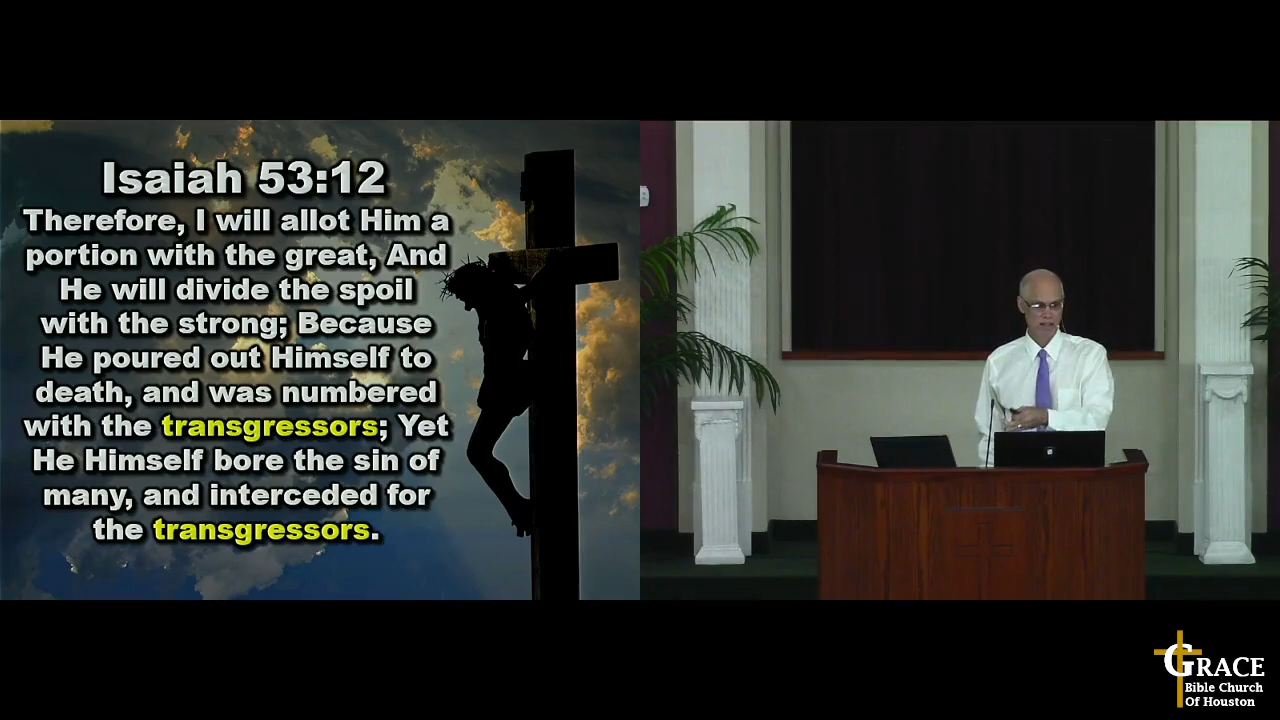 Isaiah 53:12
Therefore, I will allot Him a
portion with the great, And
He will divide the spoil
with the strong; Because
He poured out Himself to
death, and was numbered
with the transgressors; Yet
He Himself bore the sin of
many, and interceded for
the transgressors.
GRACE
Bible Church
Of Houston